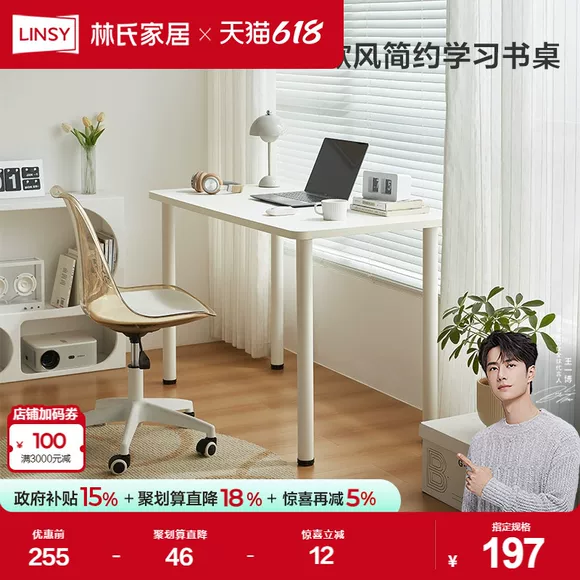 LINSY 林氏家居 × 天猫618
风简约学习书桌
王一博
店铺加码券
¥ 100
满3000元减
政府补贴15% + 聚划算直降18% + 惊喜再减5%
优惠前 聚划算直降 惊喜立减 指定规格
255 - 46 - 12 ¥ 197